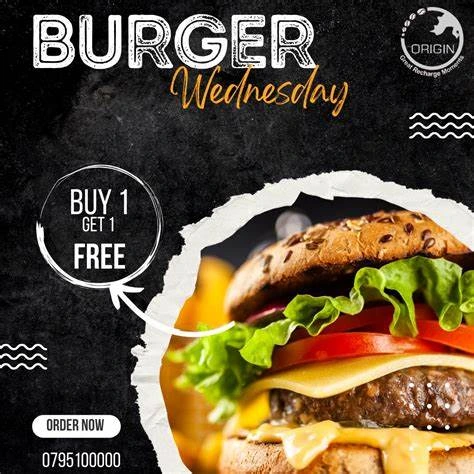 BURGER
Wednesday
ORIGIN
Great Recharge Moments
BUY 1
GET 1
FREE
ORDER NOW
0795100000